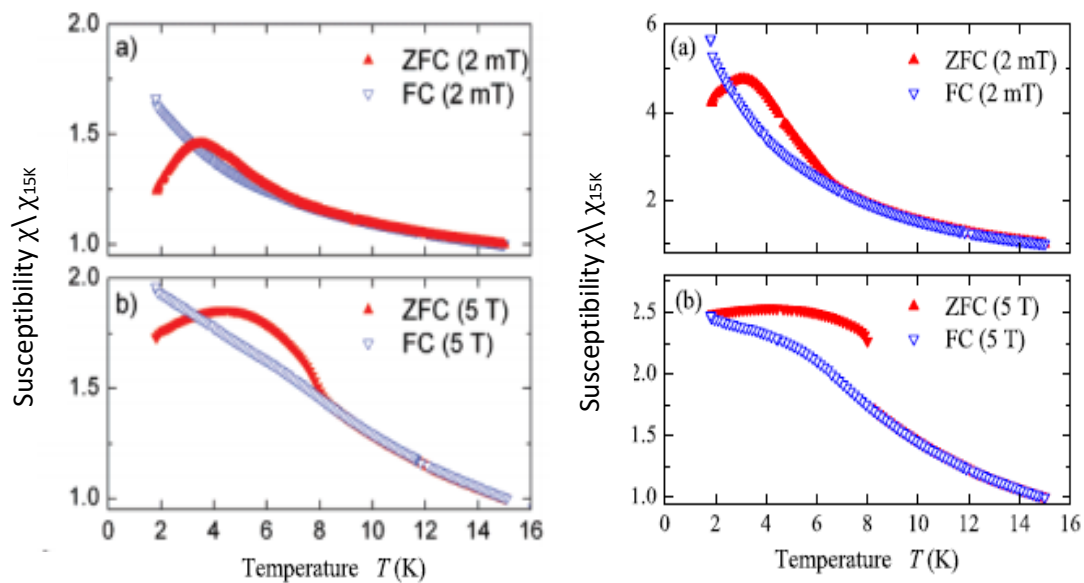 2.0
a)
ZFC (2 mT)
FC (2 mT)
1.5
1.0
2.0
b)
ZFC (5 T)
FC (5 T)
1.5
1.0
0 2 4 6 8 10 12 14 16
Temperature T (K)
Susceptibility χ\ χ15K
6
(a)
ZFC (2 mT)
FC (2 mT)
4
2
(b)
ZFC (5 T)
FC (5 T)
2.5
2.0
1.5
1.0
0 2 4 6 8 10 12 14 16
Temperature T (K)
Susceptibility χ\ χ15K